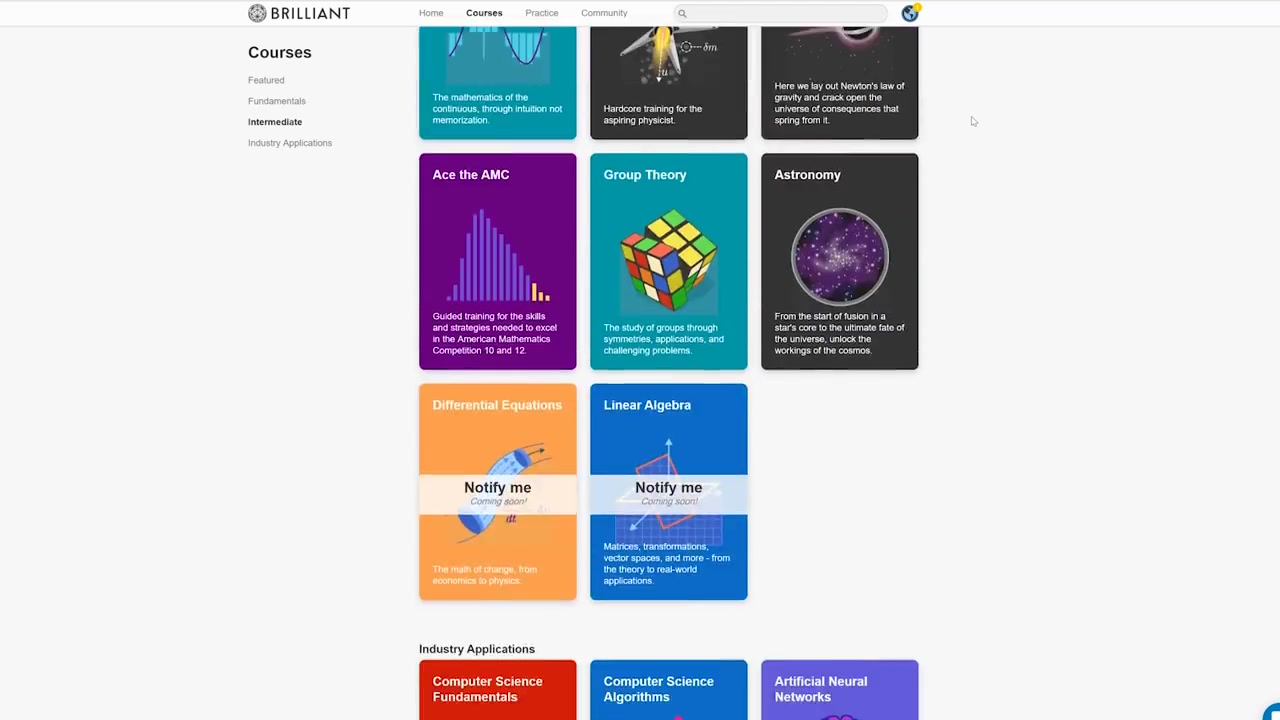 BRILLIANT
Home
Courses
Practice
Community
1
Courses
Featured
Fundamentals
Intermediate
Industry Applications
The mathematics of the
continuous, through intuition not
memorization.
δm
u
Hardcore training for the
aspiring physicist.
Here we lay out Newton's law of
gravity and crack open the
universe of consequences that
spring from it.
Ace the AMC
Guided training for the skills
and strategies needed to excel
in the American Mathematics
Competition 10 and 12.
Group Theory
The study of groups through
symmetries, applications, and
challenging problems.
Astronomy
From the start of fusion in a
star's core to the ultimate fate of
the universe, unlock the
workings of the cosmos.
Differential Equations
Notify me
Coming soon!
dt
The math of change, from
economics to physics.
Linear Algebra
Notify me
Coming soon!
Matrices, transformations,
vector spaces, and more - from
the theory to real-world
applications.
Industry Applications
Computer Science
Fundamentals
Computer Science
Algorithms
Artificial Neural
Networks